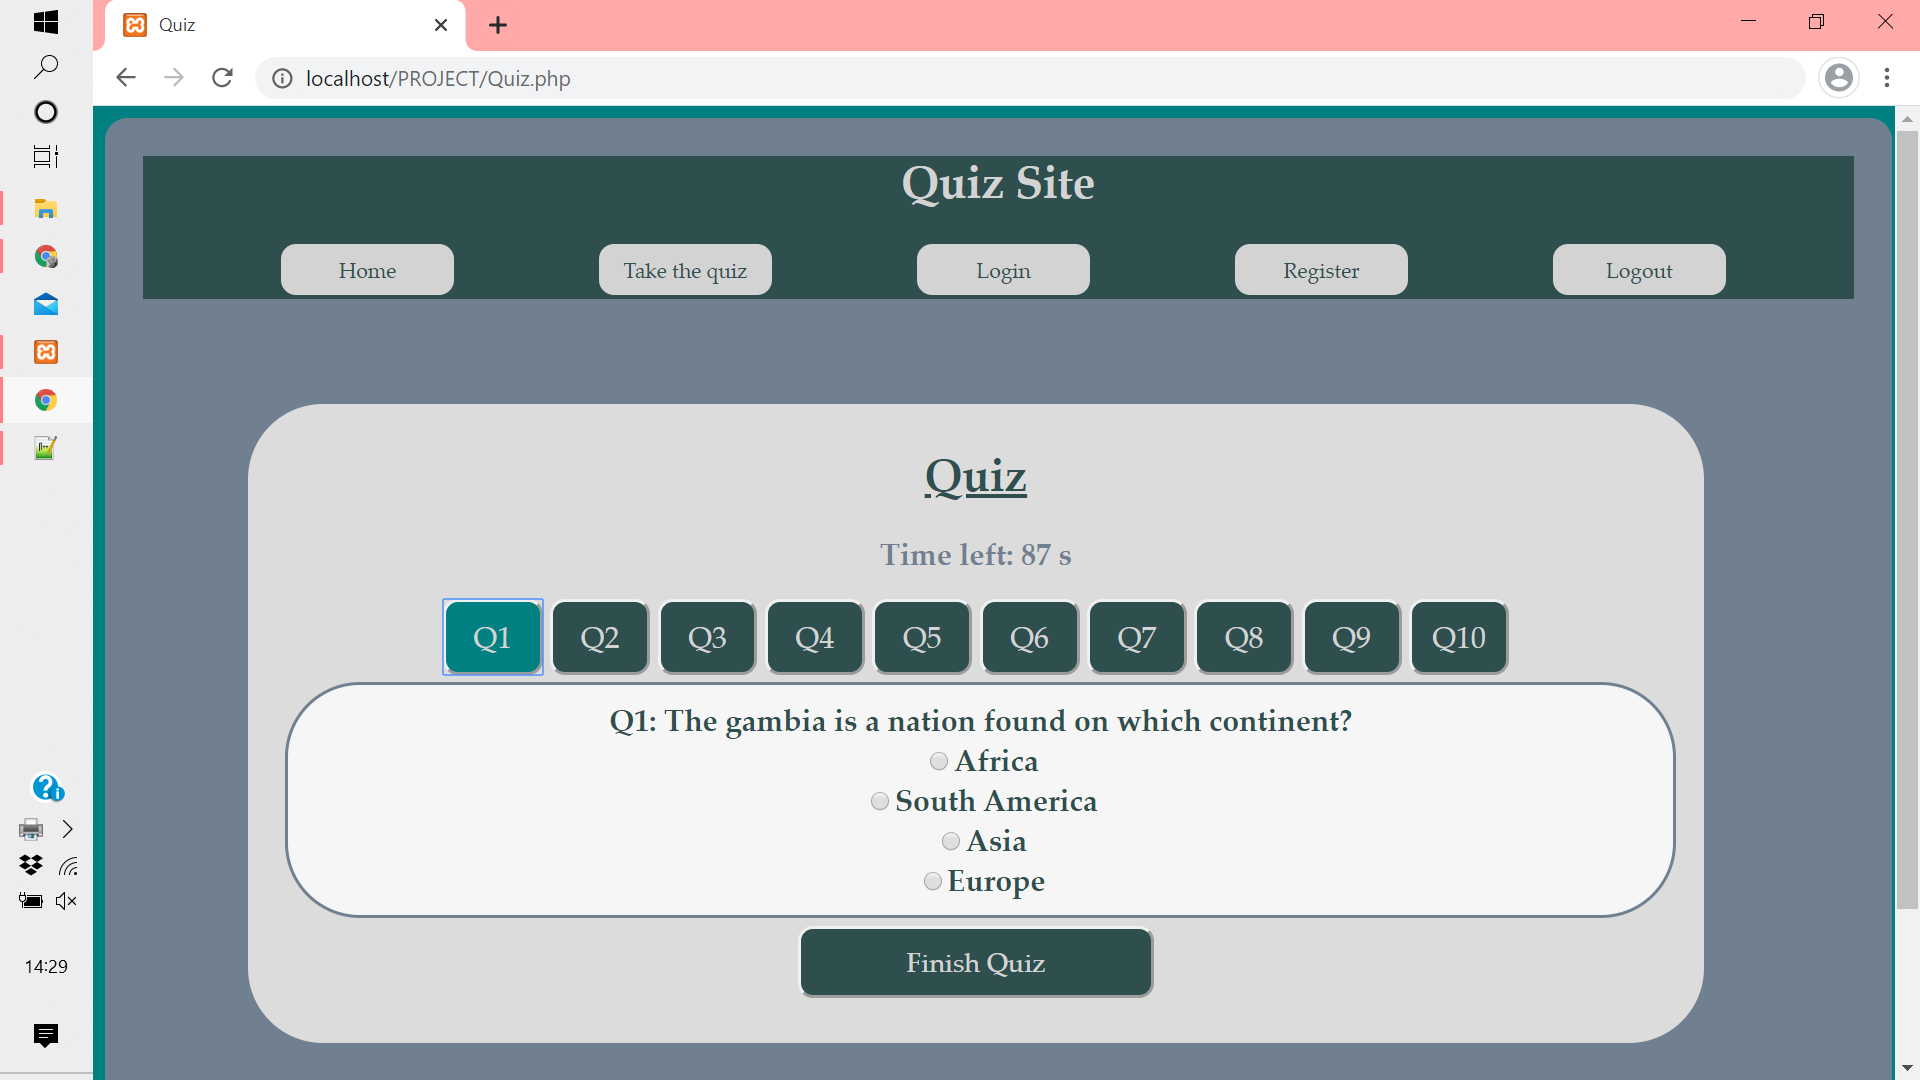 Quiz
localhost/PROJECT/Quiz.php
Quiz Site
Home Take the quiz Login Register Logout
Quiz
Time left: 87 s
Q1 Q2 Q3 Q4 Q5 Q6 Q7 Q8 Q9 Q10
Q1: The gambia is a nation found on which continent?
Africa
South America
Asia
Europe
Finish Quiz
14:29